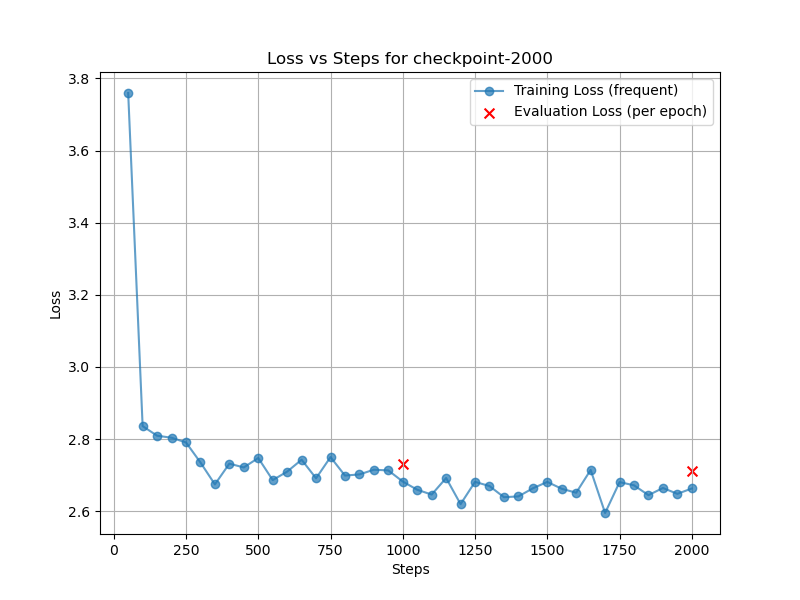 Loss vs Steps for checkpoint-2000
Training Loss (frequent)
Evaluation Loss (per epoch)
3.8
3.6
3.4
3.2
3.0
2.8
2.6
Loss
0 250 500 750 1000 1250 1500 1750 2000
Steps